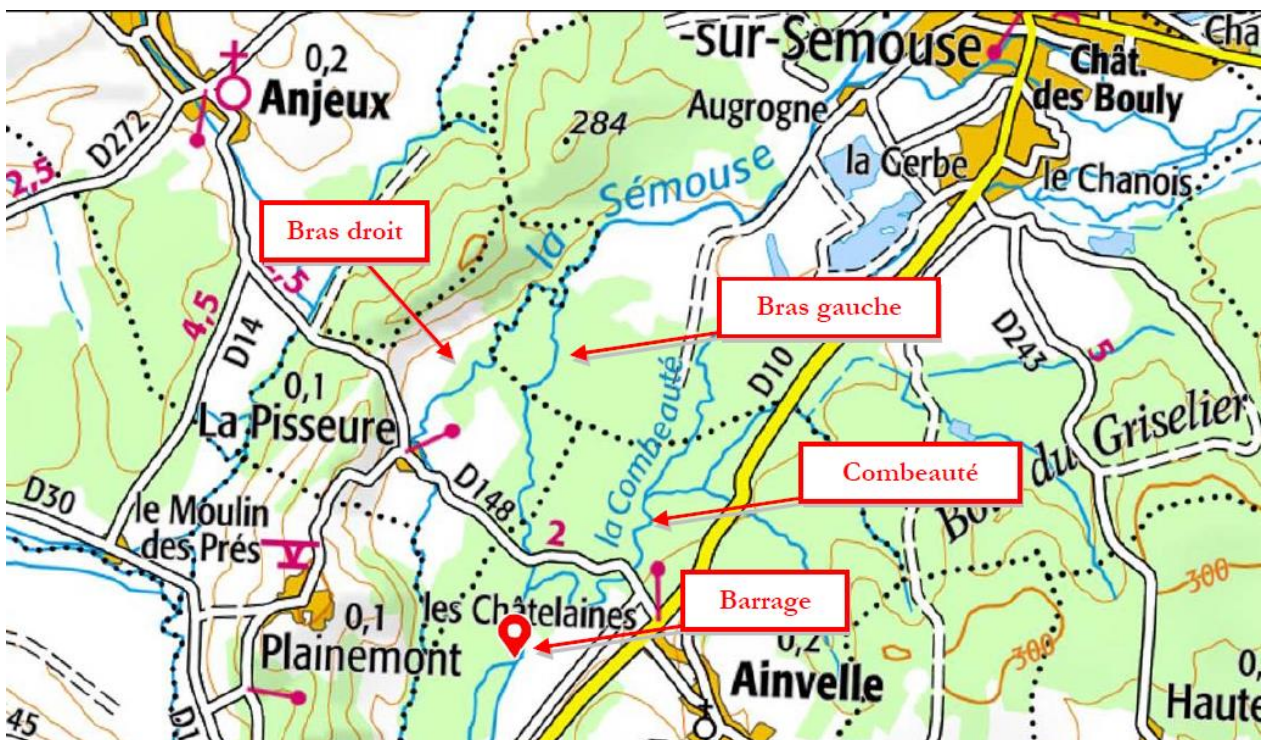 -sur-Semouse
Cha
Chât.
des Bouly
0,2
Anjeux
284
Augrogne
la Gerbe
le Chanois
D272
2,5
la Sémouse
Bras droit
Bras gauche
4,5
D14
D10
D243
5
0,1
La Pisseure
la Combeauté
Combeauté
Bois du Griselier
D30
D148
le Moulin
des Prés
2
300
Barrage
les Châtelaines
0,1
Plainemont
0,2
Ainvelle
300
0,
Haute
45
D1